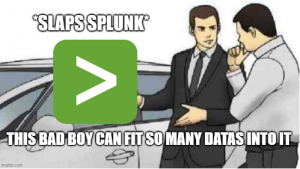 *SLAPS SPLUNK*
>
THIS BAD BOY CAN FIT SO MANY DATAS INTO IT
imgflip.com